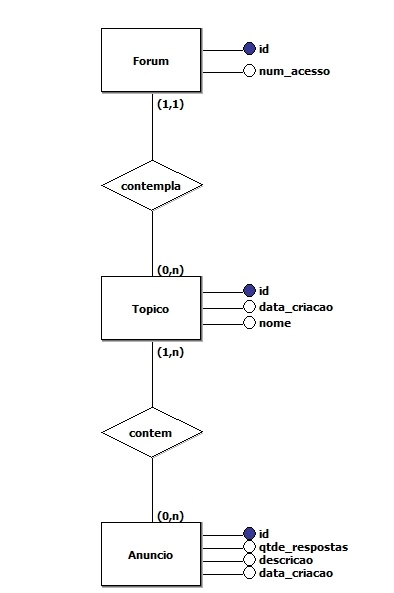 Forum
id
num_acesso
(1,1)
contempla
(0,n)
Topico
id
data_criacao
nome
(1,n)
contem
(0,n)
Anuncio
id
qtde_respostas
descricao
data_criacao